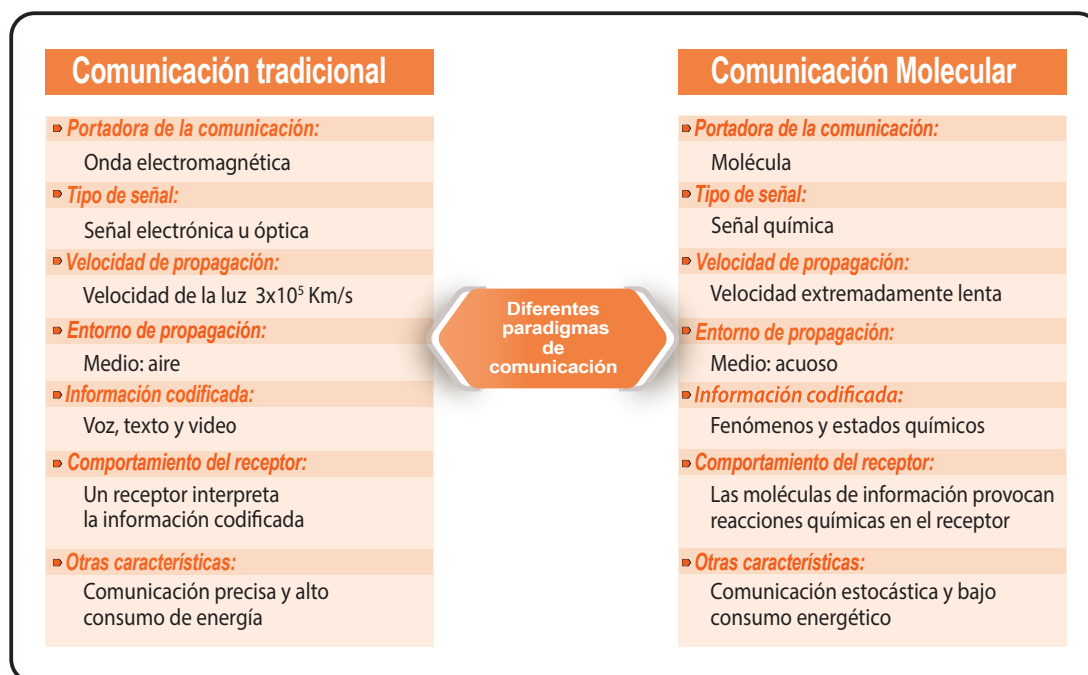 Comunicación tradicional
Portadora de la comunicación:
Onda electromagnética
Tipo de señal:
Señal electrónica u óptica
Velocidad de propagación:
Velocidad de la luz 3x10⁵ Km/s
Entorno de propagación:
Medio: aire
Información codificada:
Voz, texto y video
Comportamiento del receptor:
Un receptor interpreta
la información codificada
Otras características:
Comunicación precisa y alto
consumo de energía
Diferentes
paradigmas
de
comunicación
Comunicación Molecular
Portadora de la comunicación:
Molécula
Tipo de señal:
Señal química
Velocidad de propagación:
Velocidad extremadamente lenta
Entorno de propagación:
Medio: acuoso
Información codificada:
Fenómenos y estados químicos
Comportamiento del receptor:
Las moléculas de información provocan
reacciones químicas en el receptor
Otras características:
Comunicación estocástica y bajo
consumo energético